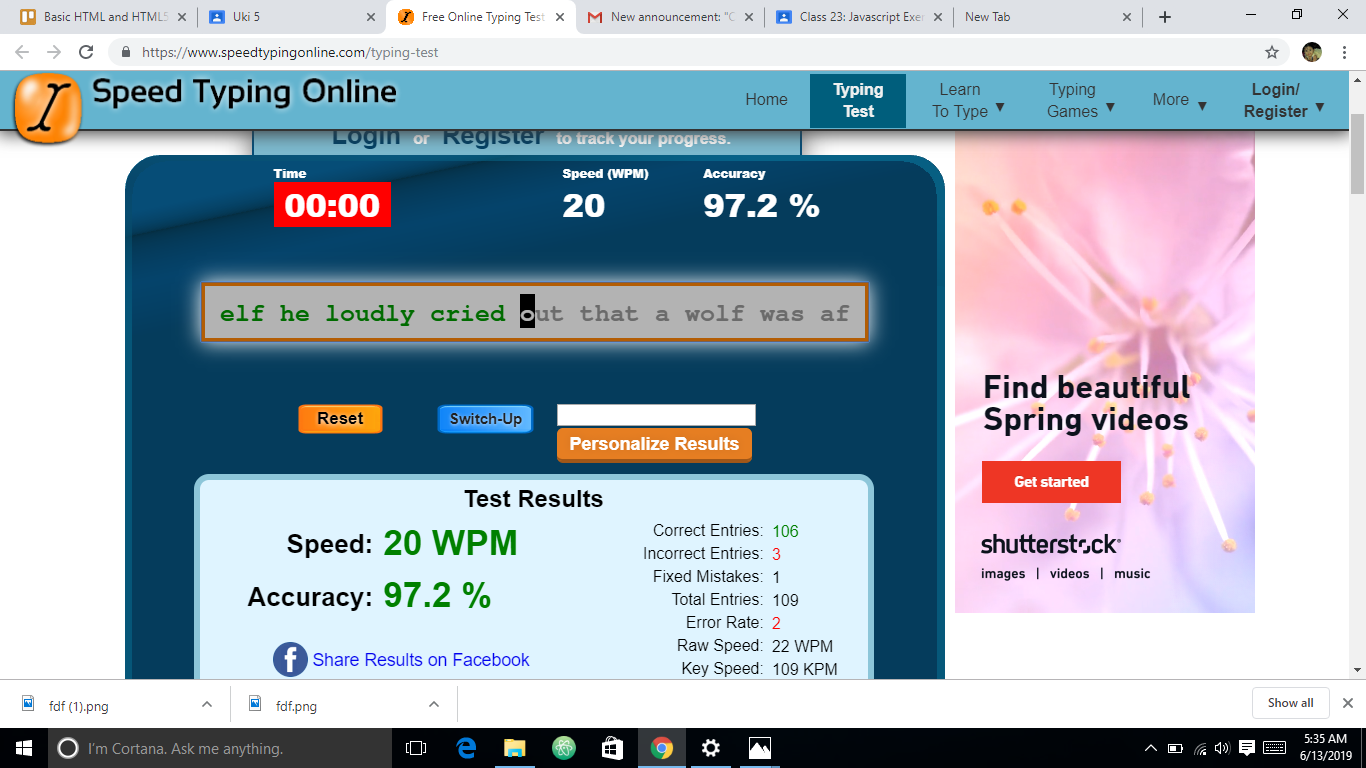 Basic HTML and HTML5
Uki 5
Free Online Typing Test
New announcement: "C
Class 23: Javascript Exer
New Tab
https://www.speedtypingonline.com/typing-test
Speed Typing Online
Home
Typing
Test
Learn
To Type
Typing
Games
More
Login/
Register
Login or Register to track your progress.
Time
Speed (WPM)
Accuracy
00:00
20
97.2 %
elf he loudly cried out that a wolf was af
Reset
Switch-Up
Personalize Results
Test Results
Speed: 20 WPM
Accuracy: 97.2 %
Share Results on Facebook
Correct Entries: 106
Incorrect Entries: 3
Fixed Mistakes: 1
Total Entries: 109
Error Rate: 2
Raw Speed: 22 WPM
Key Speed: 109 KPM
Find beautiful
Spring videos
Get started
shutterstock
images | videos | music
fdf (1).png
fdf.png
Show all
I'm Cortana. Ask me anything.
5:35 AM
6/13/2019